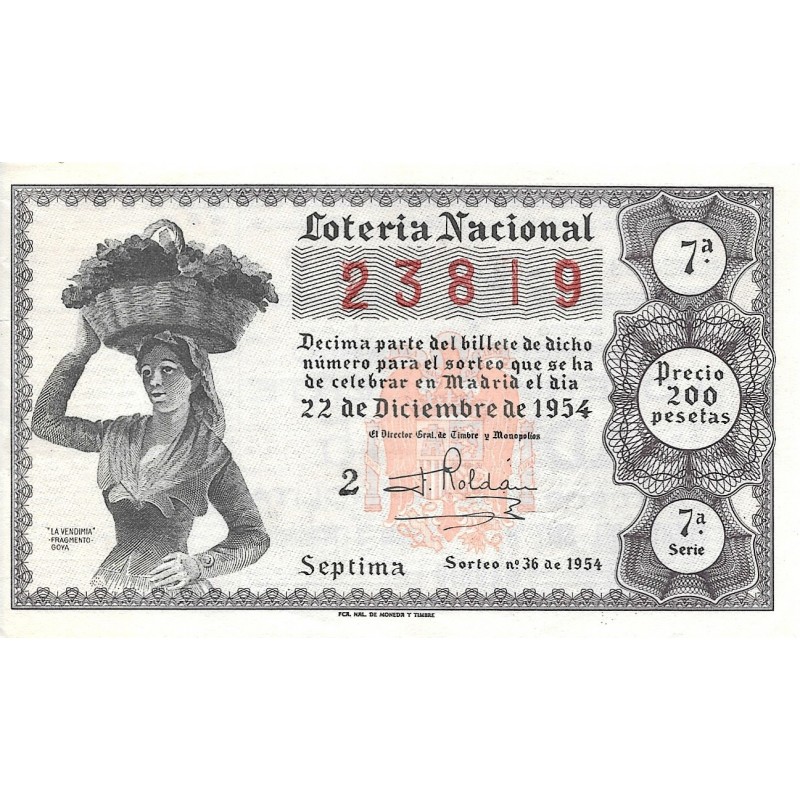 Loteria Nacional
23819
Decima parte del billete de dicho
número para el sorteo que se ha
de celebrar en Madrid el dia
22 de Diciembre de 1954
El Director Gral. de Timbre y Monopolios
2 F. Roldán
Septima Sorteo nº 36 de 1954
7ª.
Precio
200
pesetas
7ª.
Serie
"LA VENDIMIA"
-FRAGMENTO-
GOYA
FCA. NAL. DE MONEDA Y TIMBRE